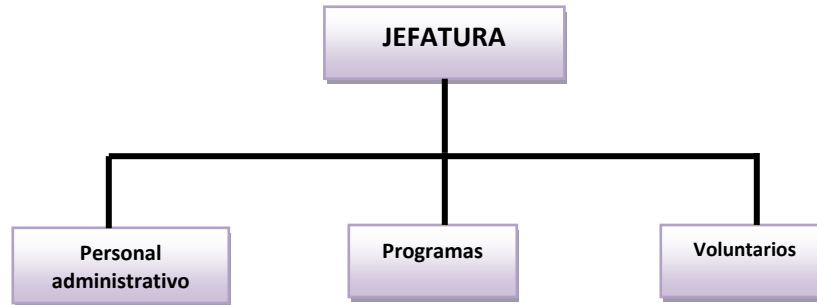 JEFATURA
Personal
administrativo
Programas
Voluntarios